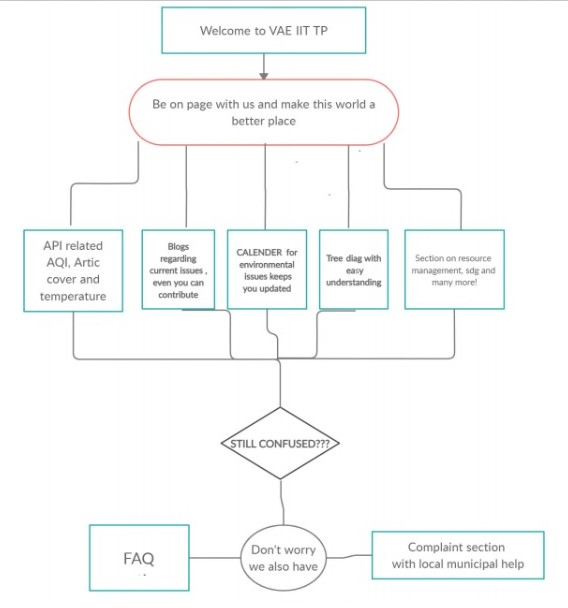 Welcome to VAE IIT TP
Be on page with us and make this world a
better place
API related
AQI, Artic
cover and
temperature
Blogs
regarding
current issues ,
even you can
contribute
CALENDER for
environmental
issues keeps
you updated
Tree diag with
easy
understanding
Section on resource
management, sdg and
many more!
STILL CONFUSED???
FAQ
Don't worry
we also have
Complaint section
with local municipal help